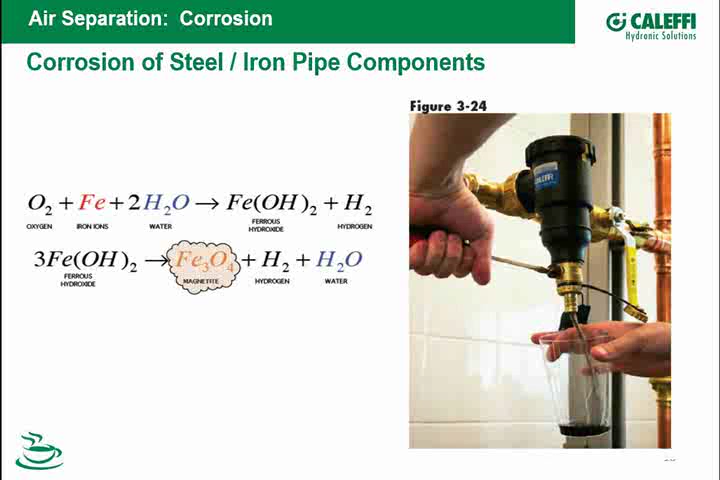 Air Separation: Corrosion
CALEFFI
Hydronic Solutions
Corrosion of Steel / Iron Pipe Components
Figure 3-24
O₂ + Fe + 2H₂O → Fe(OH)₂ + H₂
OXYGEN IRON IONS WATER FERROUS HYDROXIDE HYDROGEN
3Fe(OH)₂ → Fe₃O₄ + H₂ + H₂O
FERROUS HYDROXIDE MAGNETITE HYDROGEN WATER
CALEFFI